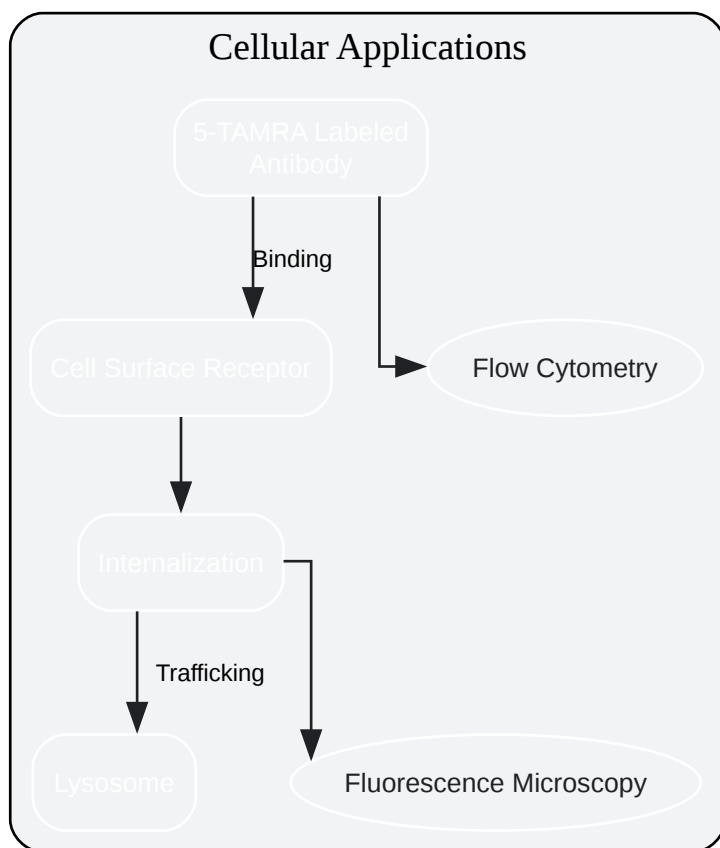 Cellular Applications
5-TAMRA Labeled
Antibody
Binding
Cell Surface Receptor
Flow Cytometry
Internalization
Trafficking
Lysosome
Fluorescence Microscopy